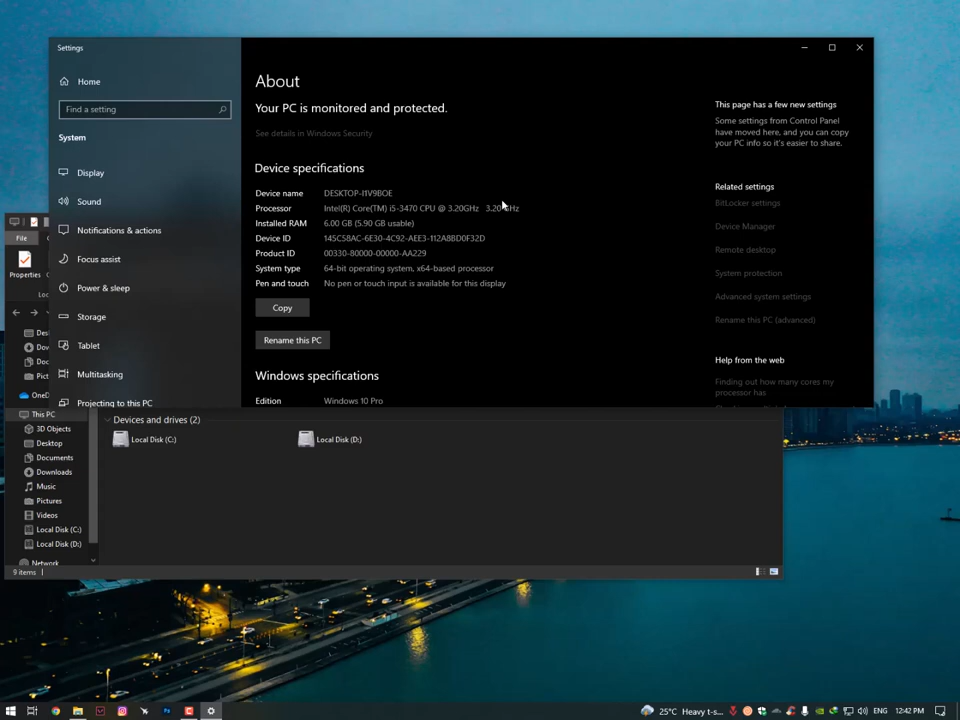 Settings
Home
Find a setting
System
Display
Sound
Notifications & actions
Focus assist
Power & sleep
Storage
Tablet
Multitasking
Projecting to this PC
About
Your PC is monitored and protected.
See details in Windows Security
Device specifications
Device name DESKTOP-I1V9BOE
Processor Intel(R) Core(TM) i5-3470 CPU @ 3.20GHz 3.20 GHz
Installed RAM 6.00 GB (5.90 GB usable)
Device ID 145C58AC-6E30-4C92-AEE3-112A8BD0F32D
Product ID 00330-80000-00000-AA229
System type 64-bit operating system, x64-based processor
Pen and touch No pen or touch input is available for this display
Copy
Rename this PC
Windows specifications
Edition Windows 10 Pro
This page has a few new settings
Some settings from Control Panel
have moved here, and you can copy
your PC info so it's easier to share.
Related settings
BitLocker settings
Device Manager
Remote desktop
System protection
Advanced system settings
Rename this PC (advanced)
Help from the web
Finding out how many cores my
processor has
File
Properties
Loc
Des
Dov
Doc
Pict
OneD
This PC
3D Objects
Desktop
Documents
Downloads
Music
Pictures
Videos
Local Disk (C:)
Local Disk (D:)
Network
Devices and drives (2)
Local Disk (C:)
Local Disk (D:)
9 items
25°C Heavy t-s...
ENG
12:42 PM